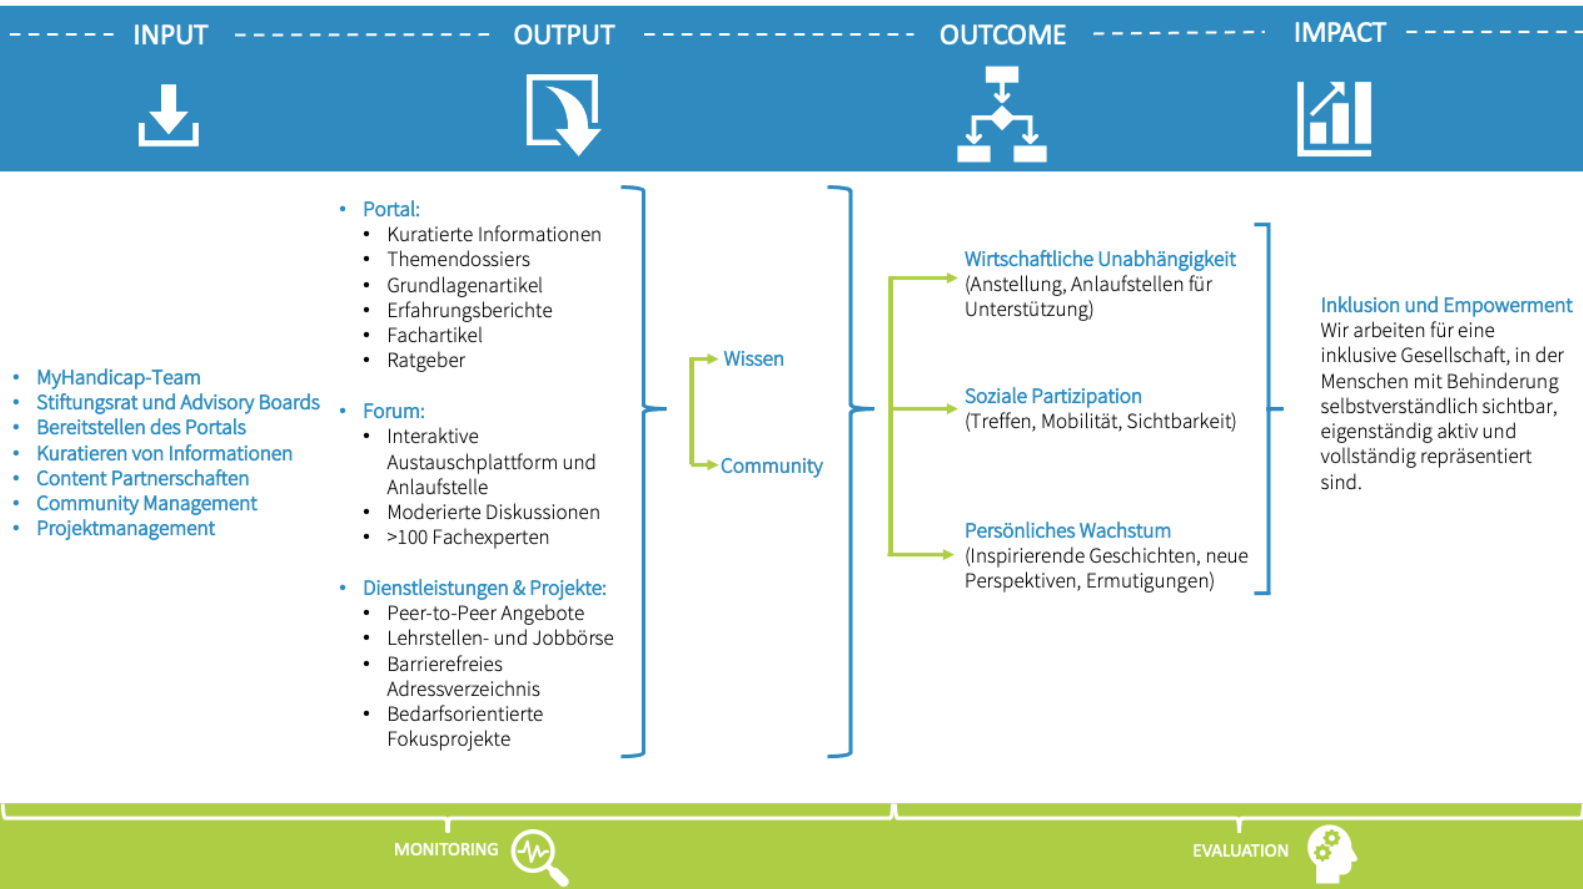 INPUT
OUTPUT
OUTCOME
IMPACT
• MyHandicap-Team
• Stiftungsrat und Advisory Boards
• Bereitstellen des Portals
• Kuratieren von Informationen
• Content Partnerschaften
• Community Management
• Projektmanagement
• Portal:
• Kuratierte Informationen
• Themendossiers
• Grundlagenartikel
• Erfahrungsberichte
• Fachartikel
• Ratgeber
• Forum:
• Interaktive
Austauschplattform und
Anlaufstelle
• Moderierte Diskussionen
• >100 Fachexperten
• Dienstleistungen & Projekte:
• Peer-to-Peer Angebote
• Lehrstellen- und Jobbörse
• Barrierefreies
Adressverzeichnis
• Bedarfsorientierte
Fokusprojekte
Wissen
Community
Wirtschaftliche Unabhängigkeit
(Anstellung, Anlaufstellen für
Unterstützung)
Soziale Partizipation
(Treffen, Mobilität, Sichtbarkeit)
Persönliches Wachstum
(Inspirierende Geschichten, neue
Perspektiven, Ermutigungen)
Inklusion und Empowerment
Wir arbeiten für eine
inklusive Gesellschaft, in der
Menschen mit Behinderung
selbstverständlich sichtbar,
eigenständig aktiv und
vollständig repräsentiert
sind.
MONITORING
EVALUATION